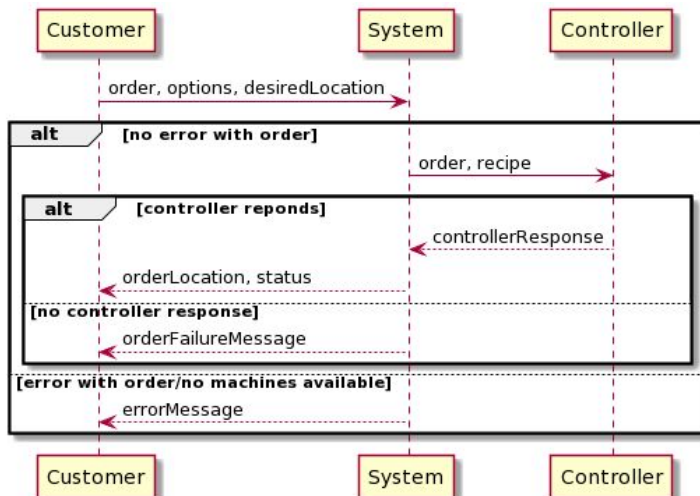 Customer System Controller
order, options, desiredLocation
alt [no error with order]
order, recipe
alt [controller reponds]
controllerResponse
orderLocation, status
[no controller response]
orderFailureMessage
[error with order/no machines available]
errorMessage
Customer System Controller